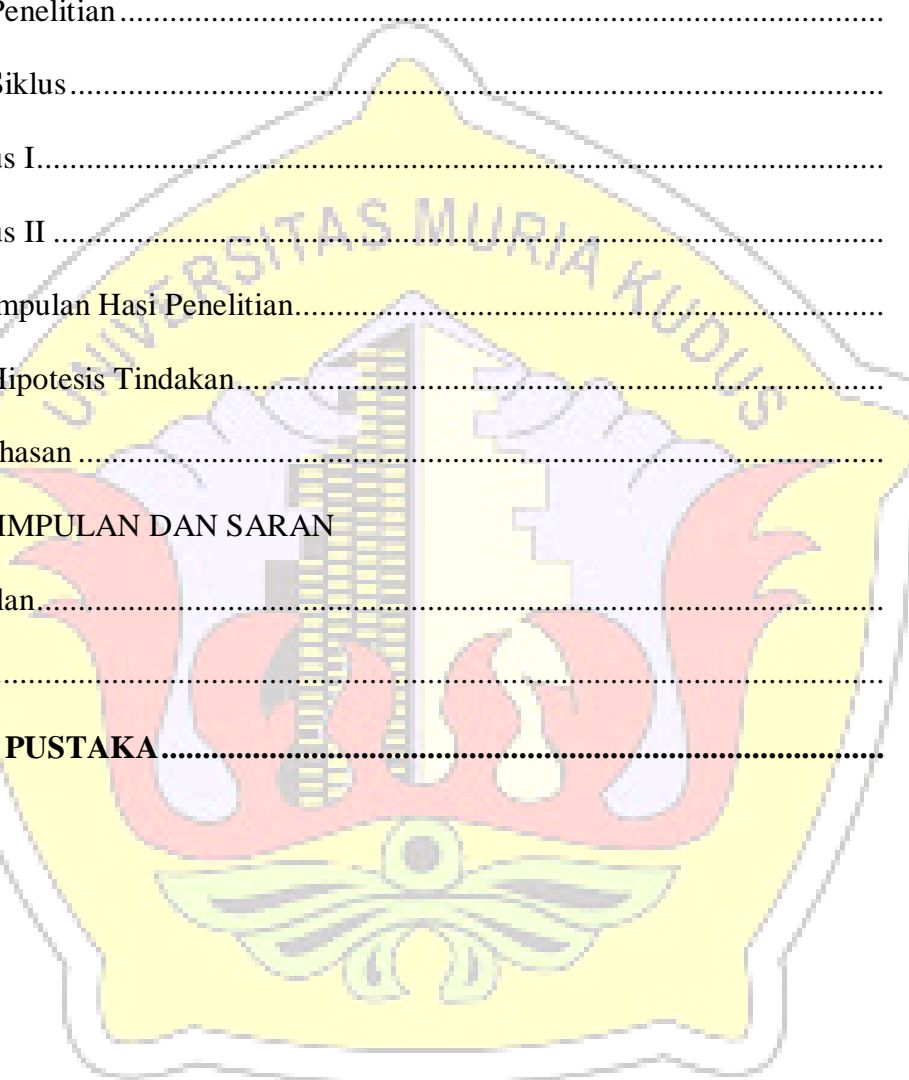 Penelitian
Siklus
us I
UNIVERSITAS MURIA KUDUS
us II
mpulan Hasi Penelitian
Hipotesis Tindakan
hasan
IMPULAN DAN SARAN
lan
PUSTAKA